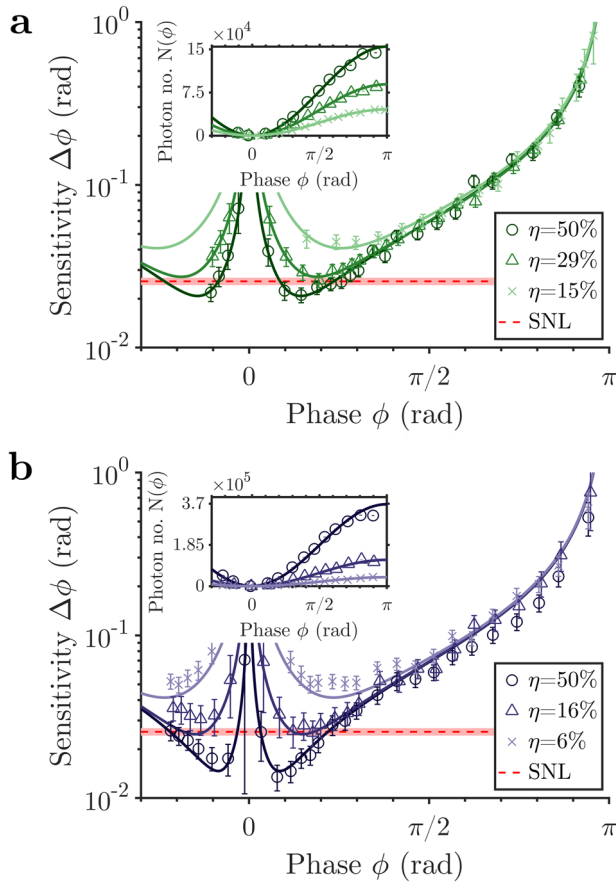 a
Sensitivity Δϕ (rad)
10^0
10^-1
10^-2
0
π/2
π
Phase ϕ (rad)
×10^4
Photon no. N(ϕ)
15
7.5
0
0
π/2
π
Phase ϕ (rad)
η=50%
η=29%
η=15%
SNL
b
Sensitivity Δϕ (rad)
10^0
10^-1
10^-2
0
π/2
π
Phase ϕ (rad)
×10^5
Photon no. N(ϕ)
3.7
1.85
0
0
π/2
π
Phase ϕ (rad)
η=50%
η=16%
η=6%
SNL